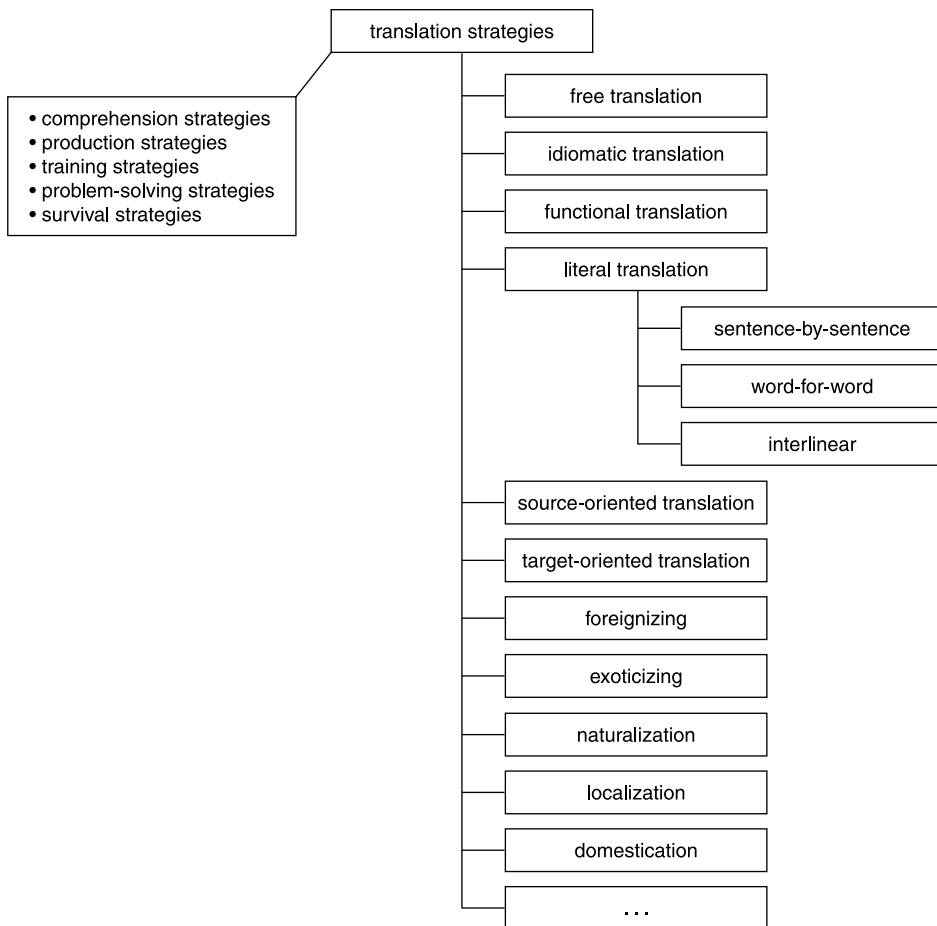 translation strategies
• comprehension strategies
• production strategies
• training strategies
• problem-solving strategies
• survival strategies
free translation
idiomatic translation
functional translation
literal translation
sentence-by-sentence
word-for-word
interlinear
source-oriented translation
target-oriented translation
foreignizing
exoticizing
naturalization
localization
domestication
...